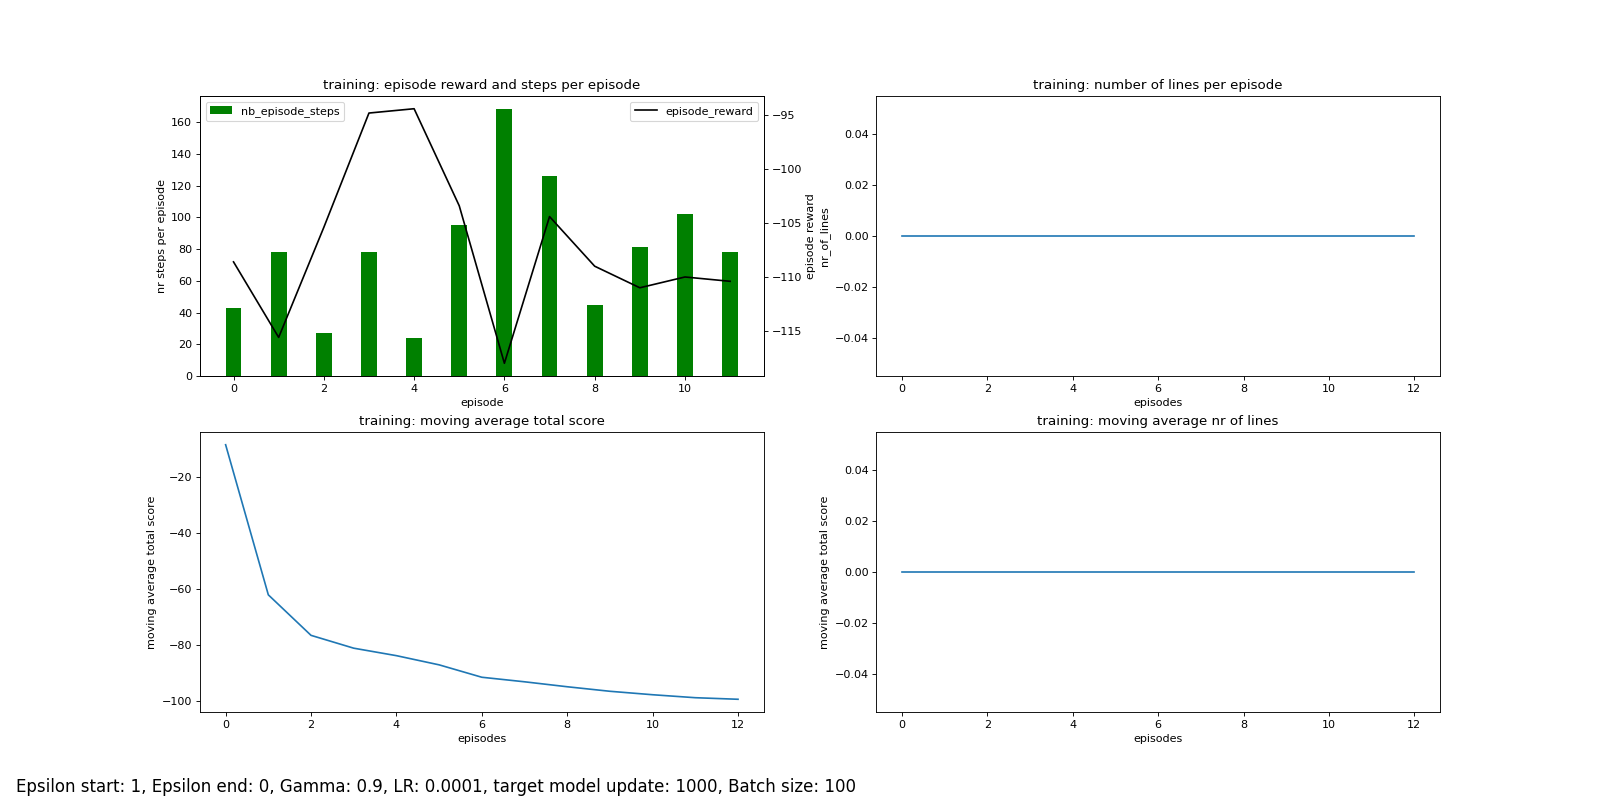 training: episode reward and steps per episode
nb_episode_steps
episode_reward
160
140
120
100
80
60
40
20
0
nr steps per episode
−95
−100
−105
−110
−115
episode reward
0 2 4 6 8 10
episode
training: number of lines per episode
0.04
0.02
0.00
−0.02
−0.04
nr_of_lines
0 2 4 6 8 10 12
episodes
training: moving average total score
−20
−40
−60
−80
−100
moving average total score
0 2 4 6 8 10 12
episodes
training: moving average nr of lines
0.04
0.02
0.00
−0.02
−0.04
moving average total score
0 2 4 6 8 10 12
episodes
Epsilon start: 1, Epsilon end: 0, Gamma: 0.9, LR: 0.0001, target model update: 1000, Batch size: 100